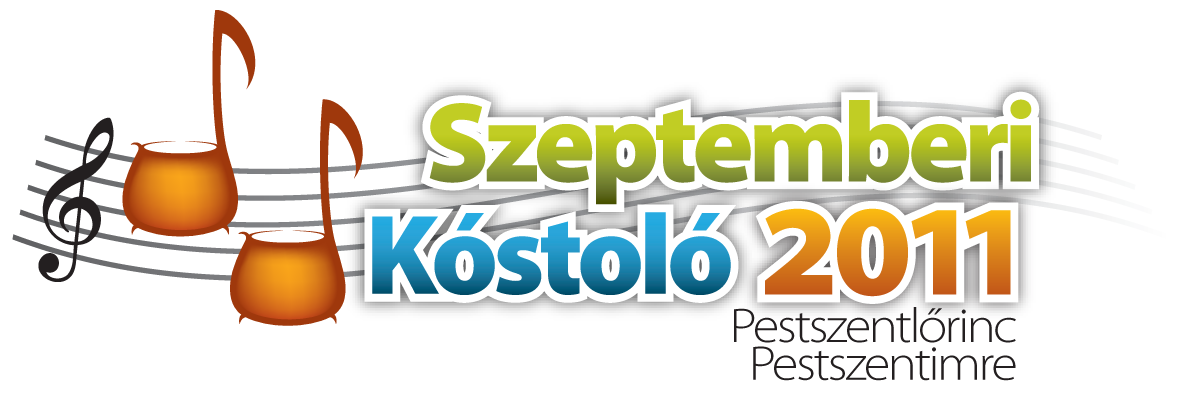 Szeptemberi
Kóstoló 2011
Pestszentlőrinc
Pestszentimre